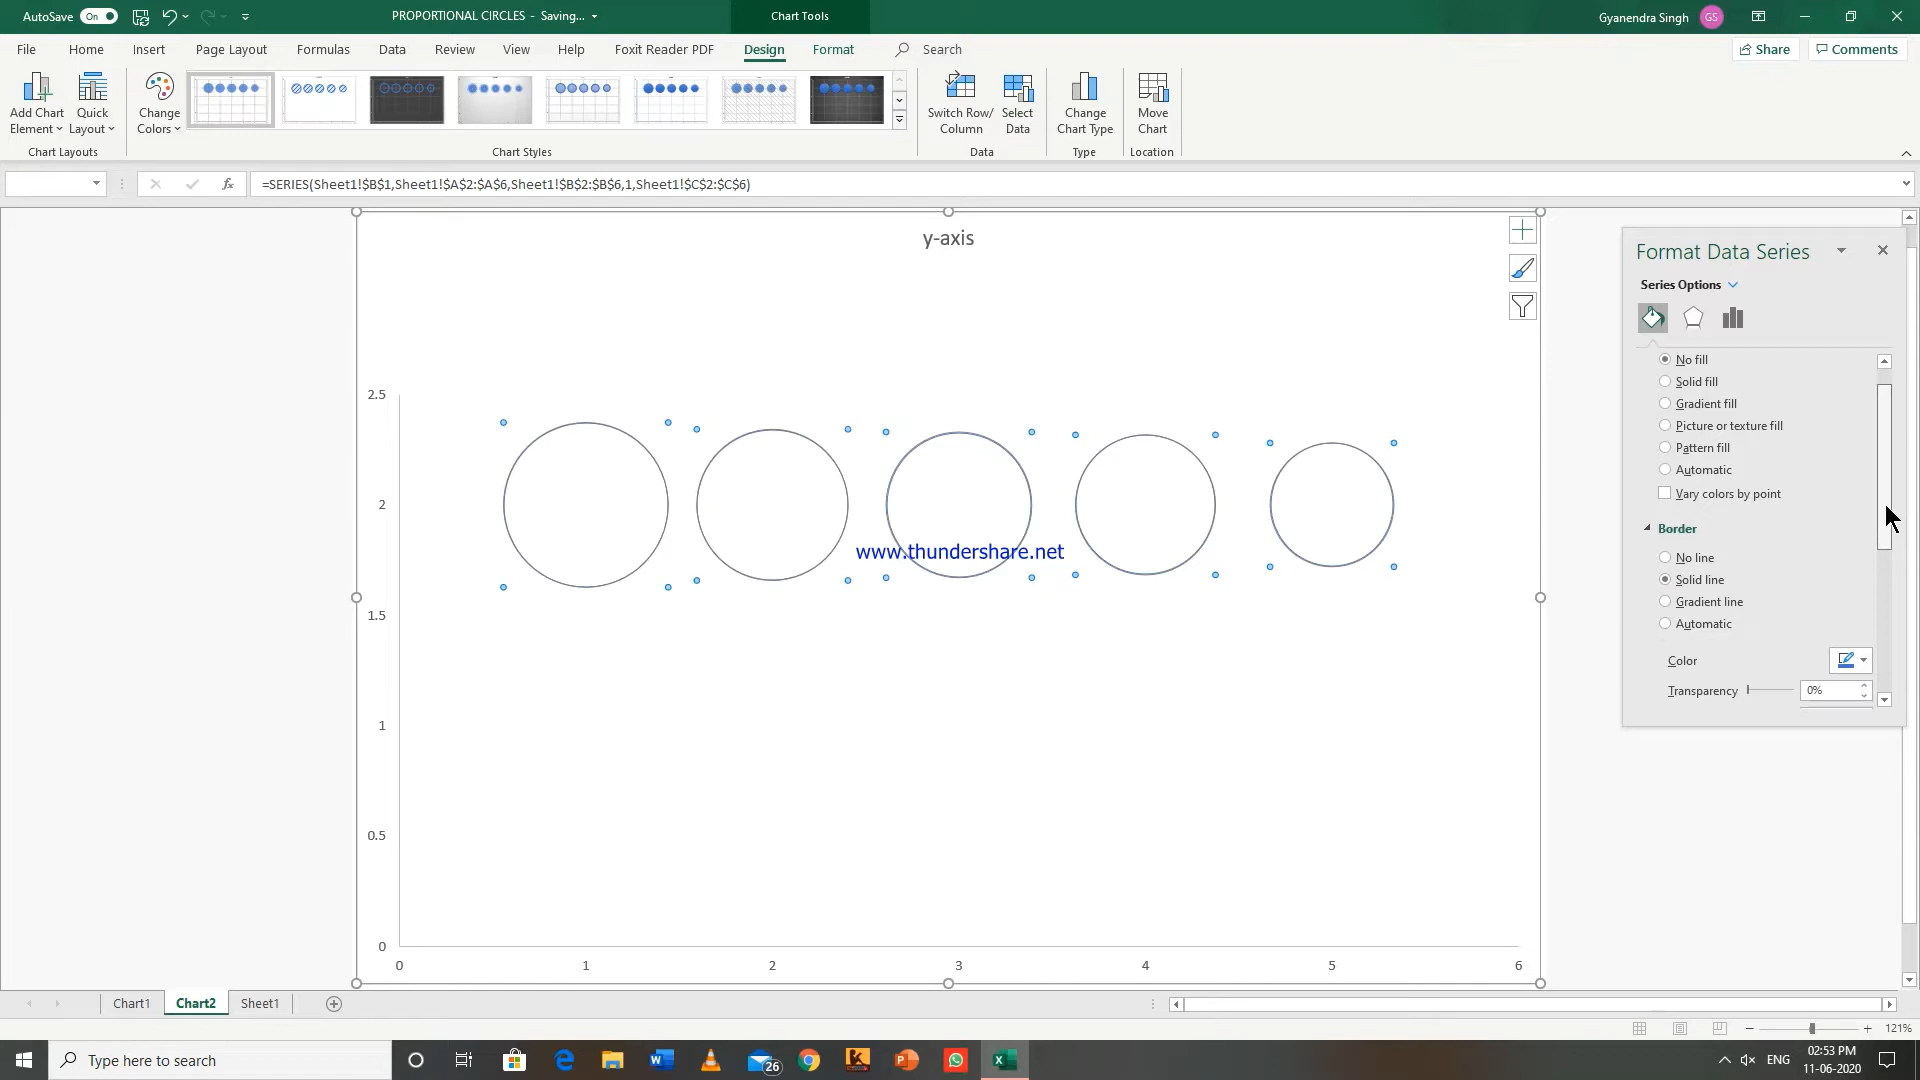 AutoSave On
PROPORTIONAL CIRCLES - Saving...
Chart Tools
Gyanendra Singh GS
File Home Insert Page Layout Formulas Data Review View Help Foxit Reader PDF Design Format Search
Share Comments
Add Chart Element
Quick Layout
Change Colors
Switch Row/ Column
Select Data
Change Chart Type
Move Chart
Chart Layouts
Chart Styles
Data
Type
Location
fx
=SERIES(Sheet1!$B$1,Sheet1!$A$2:$A$6,Sheet1!$B$2:$B$6,1,Sheet1!$C$2:$C$6)
y-axis
2.5
2
1.5
1
0.5
0
0 1 2 3 4 5 6
www.thundershare.net
Format Data Series
Series Options
No fill
Solid fill
Gradient fill
Picture or texture fill
Pattern fill
Automatic
Vary colors by point
Border
No line
Solid line
Gradient line
Automatic
Color
Transparency 0%
Chart1 Chart2 Sheet1
121%
Type here to search
26
ENG
02:53 PM
11-06-2020